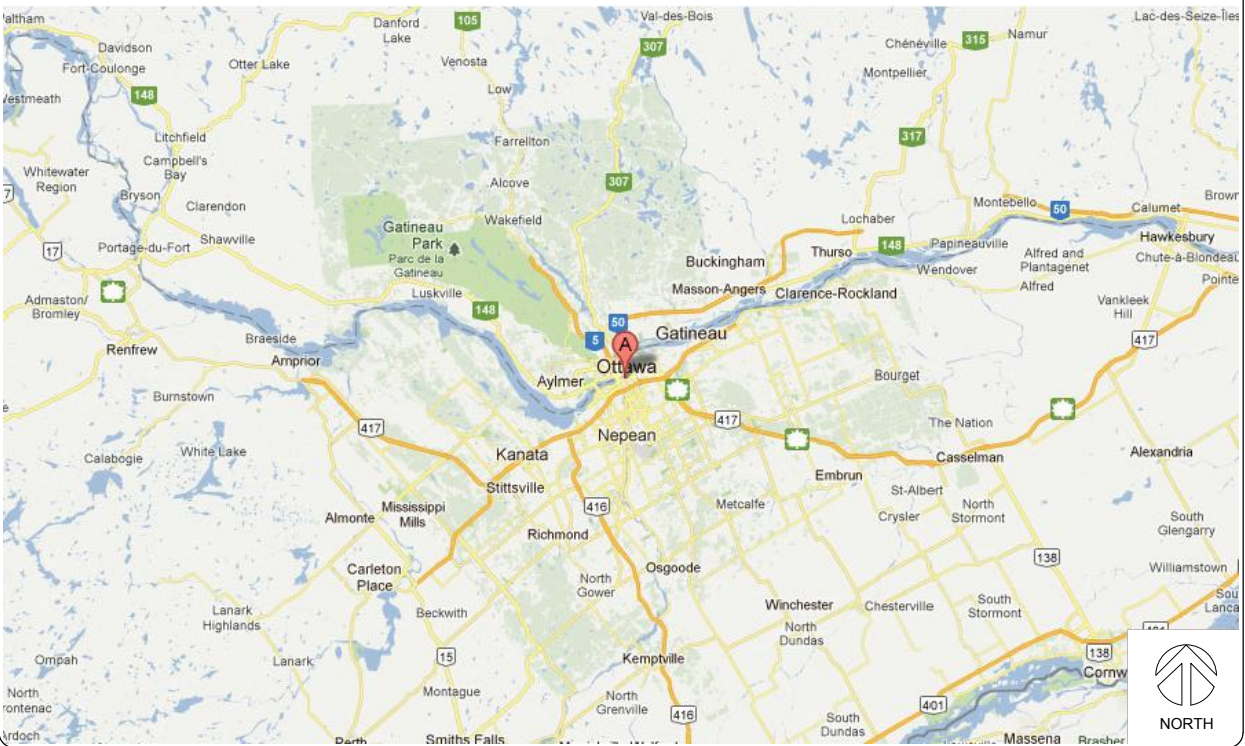 Val-des-Bois
Lac-des-Seize-Îles
Danford
Lake
105
Davidson
307
Chénéville
315
Namur
Fort-Coulonge
Otter Lake
Venosta
Montpellier
148
Low
317
Litchfield
Farrellton
Campbell's
Bay
Whitewater
Region
Bryson
Alcove
307
Clarendon
Wakefield
Lochaber
Montebello
50
Calumet
Gatineau
Park
Parc de la
Gatineau
Portage-du-Fort
Shawville
17
Buckingham
Thurso
148
Papineauville
Hawkesbury
Wendover
Alfred and
Plantagenet
Alfred
Chute-à-Blondeau
Pointe
Luskville
Masson-Angers
Clarence-Rockland
Admaston/
Bromley
148
Vankleek
Hill
50
5
Gatineau
A
Ottawa
Braeside
417
Renfrew
Arnprior
Aylmer
Bourget
Burnstown
417
417
The Nation
Nepean
Calabogie
White Lake
Kanata
Casselman
Alexandria
Embrun
Stittsville
St-Albert
Mississippi
Mills
416
Metcalfe
Crysler
North
Stormont
Almonte
South
Glengarry
Richmond
138
Carleton
Place
Osgoode
Williamstown
North
Gower
Winchester
Chesterville
South
Stormont
Lanark
Highlands
Beckwith
North
Dundas
Ompah
Lanark
15
Kemptville
138
Montague
North
Grenville
North
416
401
South
Dundas
Perth
Smiths Falls
Massena
Brasher
NORTH